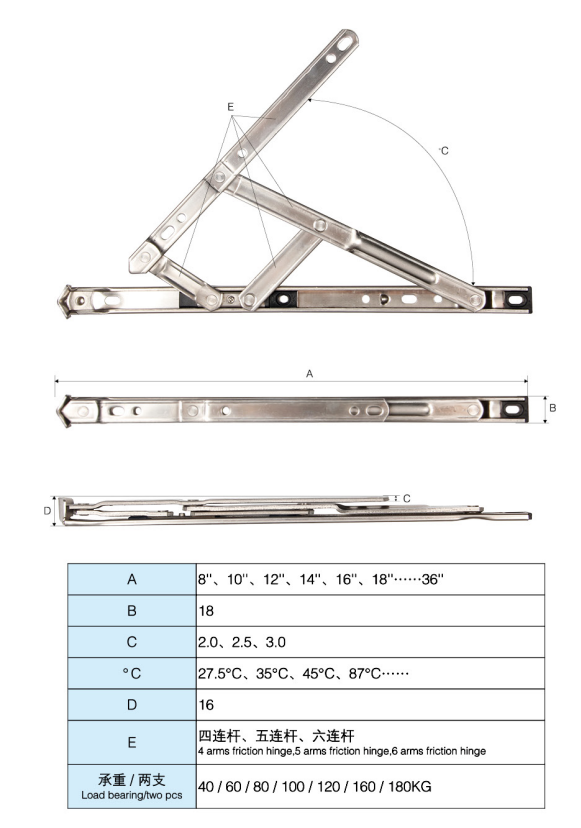 E
°C
A
B
D
C
A
8"、10"、12"、14"、16"、18"······36"
B
18
C
2.0、2.5、3.0
°C
27.5°C、35°C、45°C、87°C······
D
16
E
四连杆、五连杆、六连杆
4 arms friction hinge,5 arms friction hinge,6 arms friction hinge
承重 / 两支
Load bearing/two pcs
40 / 60 / 80 / 100 / 120 / 160 / 180KG